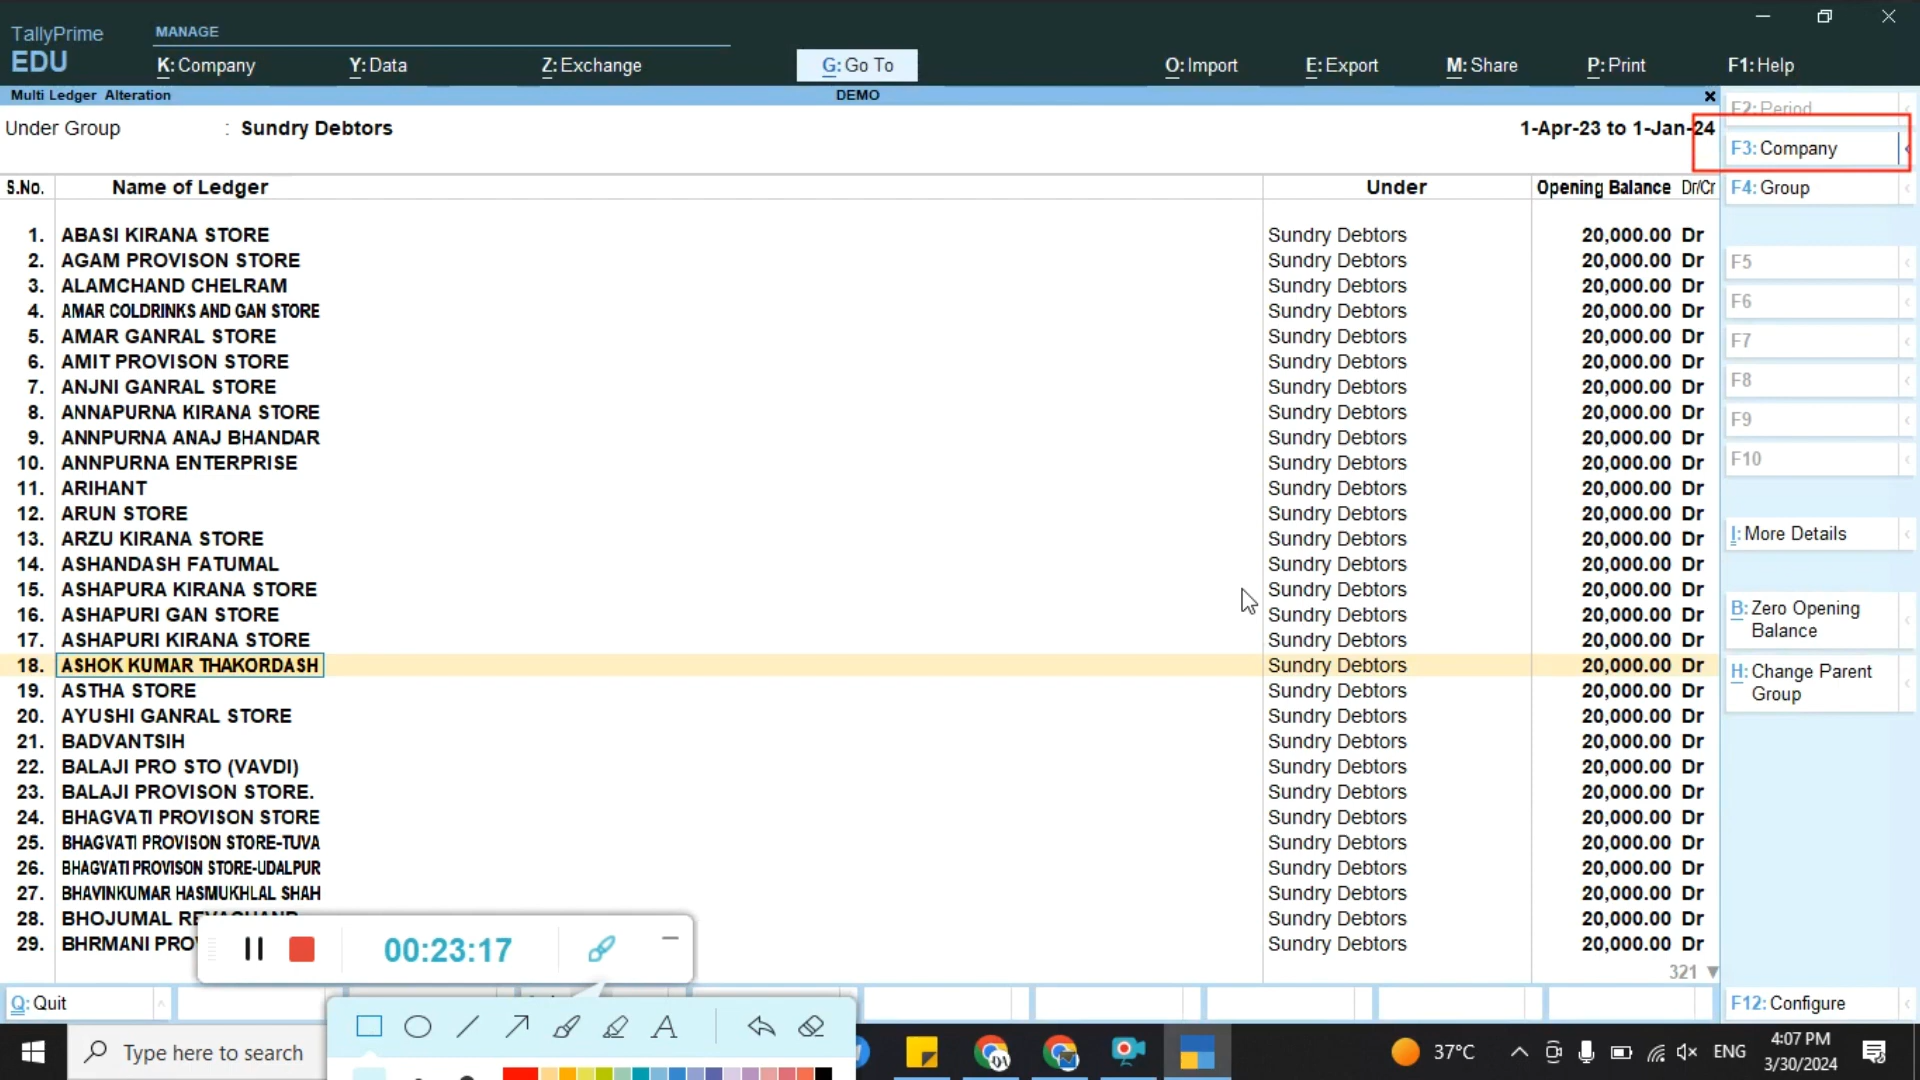 TallyPrime
EDU
MANAGE
K: Company
Y: Data
Z: Exchange
G: Go To
O: Import
E: Export
M: Share
P: Print
F1: Help
Multi Ledger Alteration
DEMO
Under Group : Sundry Debtors
1-Apr-23 to 1-Jan-24
S.No. Name of Ledger Under Opening Balance Dr/Cr
1. ABASI KIRANA STORE Sundry Debtors 20,000.00 Dr
2. AGAM PROVISON STORE Sundry Debtors 20,000.00 Dr
3. ALAMCHAND CHELRAM Sundry Debtors 20,000.00 Dr
4. AMAR COLDRINKS AND GAN STORE Sundry Debtors 20,000.00 Dr
5. AMAR GANRAL STORE Sundry Debtors 20,000.00 Dr
6. AMIT PROVISON STORE Sundry Debtors 20,000.00 Dr
7. ANJNI GANRAL STORE Sundry Debtors 20,000.00 Dr
8. ANNAPURNA KIRANA STORE Sundry Debtors 20,000.00 Dr
9. ANNPURNA ANAJ BHANDAR Sundry Debtors 20,000.00 Dr
10. ANNPURNA ENTERPRISE Sundry Debtors 20,000.00 Dr
11. ARIHANT Sundry Debtors 20,000.00 Dr
12. ARUN STORE Sundry Debtors 20,000.00 Dr
13. ARZU KIRANA STORE Sundry Debtors 20,000.00 Dr
14. ASHANDASH FATUMAL Sundry Debtors 20,000.00 Dr
15. ASHAPURA KIRANA STORE Sundry Debtors 20,000.00 Dr
16. ASHAPURI GAN STORE Sundry Debtors 20,000.00 Dr
17. ASHAPURI KIRANA STORE Sundry Debtors 20,000.00 Dr
18. ASHOK KUMAR THAKORDASH Sundry Debtors 20,000.00 Dr
19. ASTHA STORE Sundry Debtors 20,000.00 Dr
20. AYUSHI GANRAL STORE Sundry Debtors 20,000.00 Dr
21. BADVANTSIH Sundry Debtors 20,000.00 Dr
22. BALAJI PRO STO (VAVDI) Sundry Debtors 20,000.00 Dr
23. BALAJI PROVISON STORE. Sundry Debtors 20,000.00 Dr
24. BHAGVATI PROVISON STORE Sundry Debtors 20,000.00 Dr
25. BHAGVATI PROVISON STORE-TUVA Sundry Debtors 20,000.00 Dr
26. BHAGVATI PROVISON STORE-UDALPUR Sundry Debtors 20,000.00 Dr
27. BHAVINKUMAR HASMUKHLAL SHAH Sundry Debtors 20,000.00 Dr
28. BHOJUMAL Sundry Debtors 20,000.00 Dr
29. BHRMANI Sundry Debtors 20,000.00 Dr
321
F2: Period
F3: Company
F4: Group
F5
F6
F7
F8
F9
F10
I: More Details
B: Zero Opening
Balance
H: Change Parent
Group
F12: Configure
00:23:17
Q: Quit
A
Type here to search
37°C
ENG
4:07 PM
3/30/2024